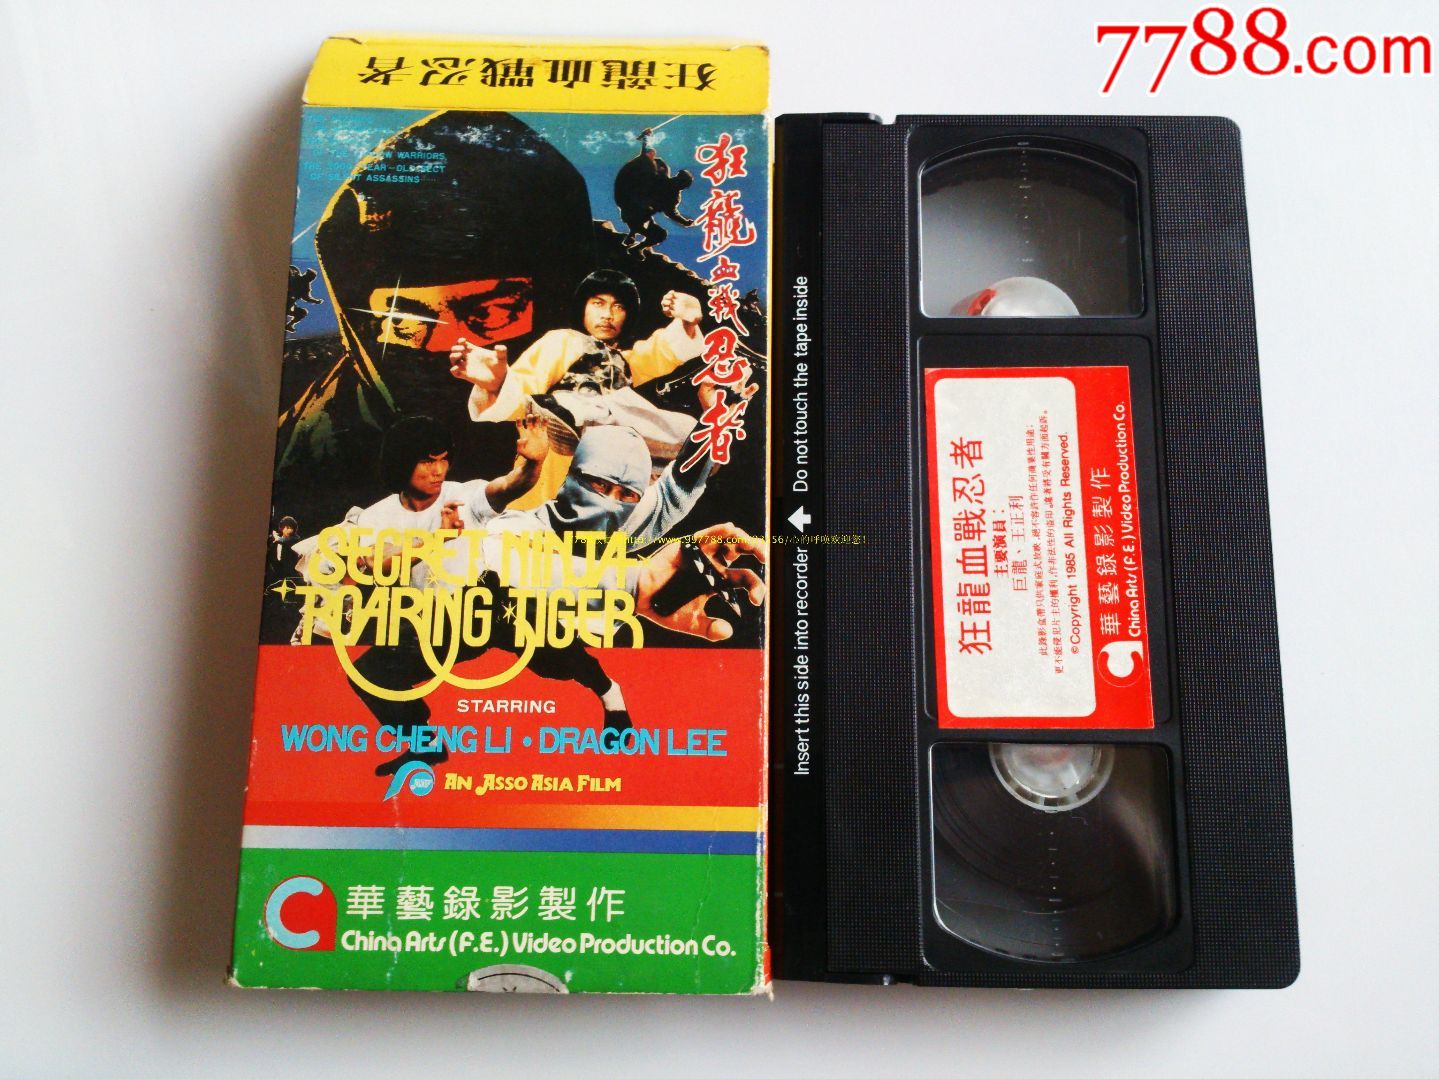 7788.com
狂龍血戰忍者
WARRIORS,
OF SILENT ASSASSINS
狂龍血戰忍者
SECRET NINJA
ROARING TIGER
STARRING
WONG CHENG LI • DRAGON LEE
AN ASSO ASIA FILM
C 華藝錄影製作
China Arts (F.E.) Video Production Co.
Insert this side into recorder Do not touch the tape inside
狂龍血戰忍者
主要演員：
巨龍、王正利
©Copyright 1985 All Rights Reserved.
華藝錄影製作
China Arts (F.E.) Video Production Co.